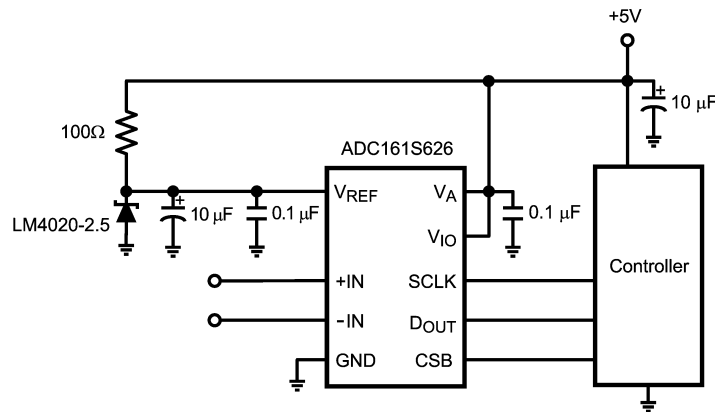 +5V
+
10 μF
100Ω
ADC161S626
VREF
VA
LM4020-2.5
+
10 μF
0.1 μF
0.1 μF
VIO
Controller
+IN
SCLK
-IN
DOUT
GND
CSB